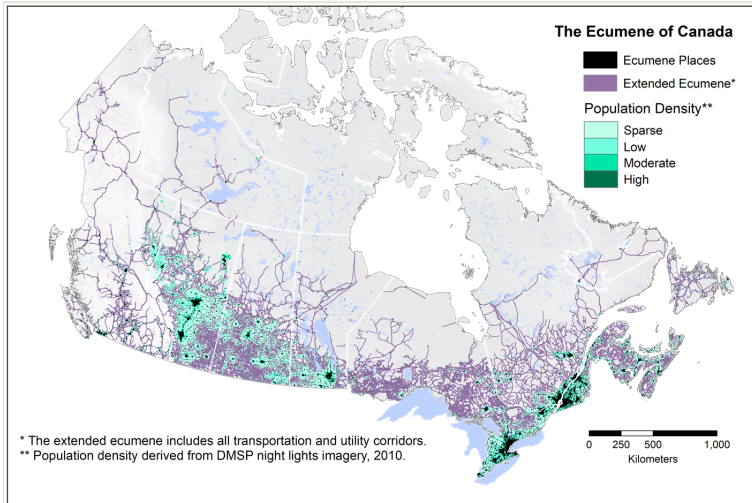 The Ecumene of Canada
Ecumene Places
Extended Ecumene*
Population Density**
Sparse
Low
Moderate
High
* The extended ecumene includes all transportation and utility corridors.
** Population density derived from DMSP night lights imagery, 2010.
0 250 500 1,000
Kilometers